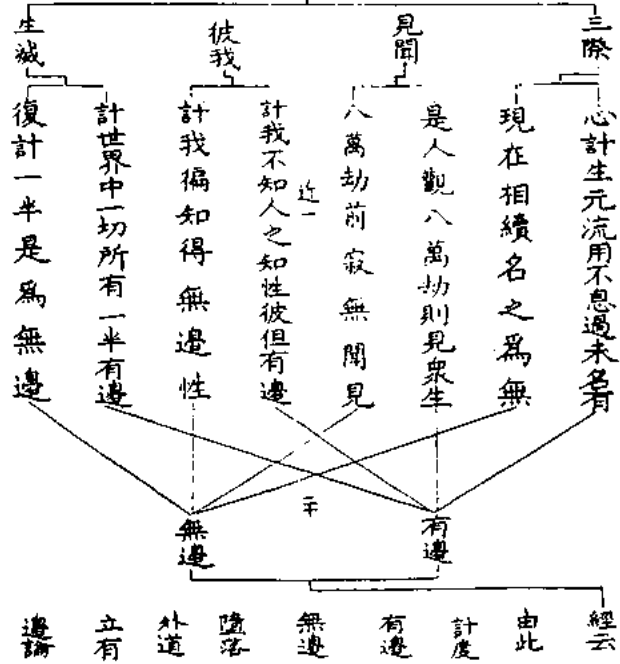 三際
見聞
彼我
生滅
心計生元流用不息過未名有
現在相續名之為無
是人觀八萬劫則見衆生
八萬劫前寂無聞見
計我不知人之知性彼但有邊
計我徧知得無邊性
計世界中一切所有一半有邊
復計一半是為無邊
有邊
無邊
經云
由此
計度
有邊
無邊
墮落
外道
立有
邊論